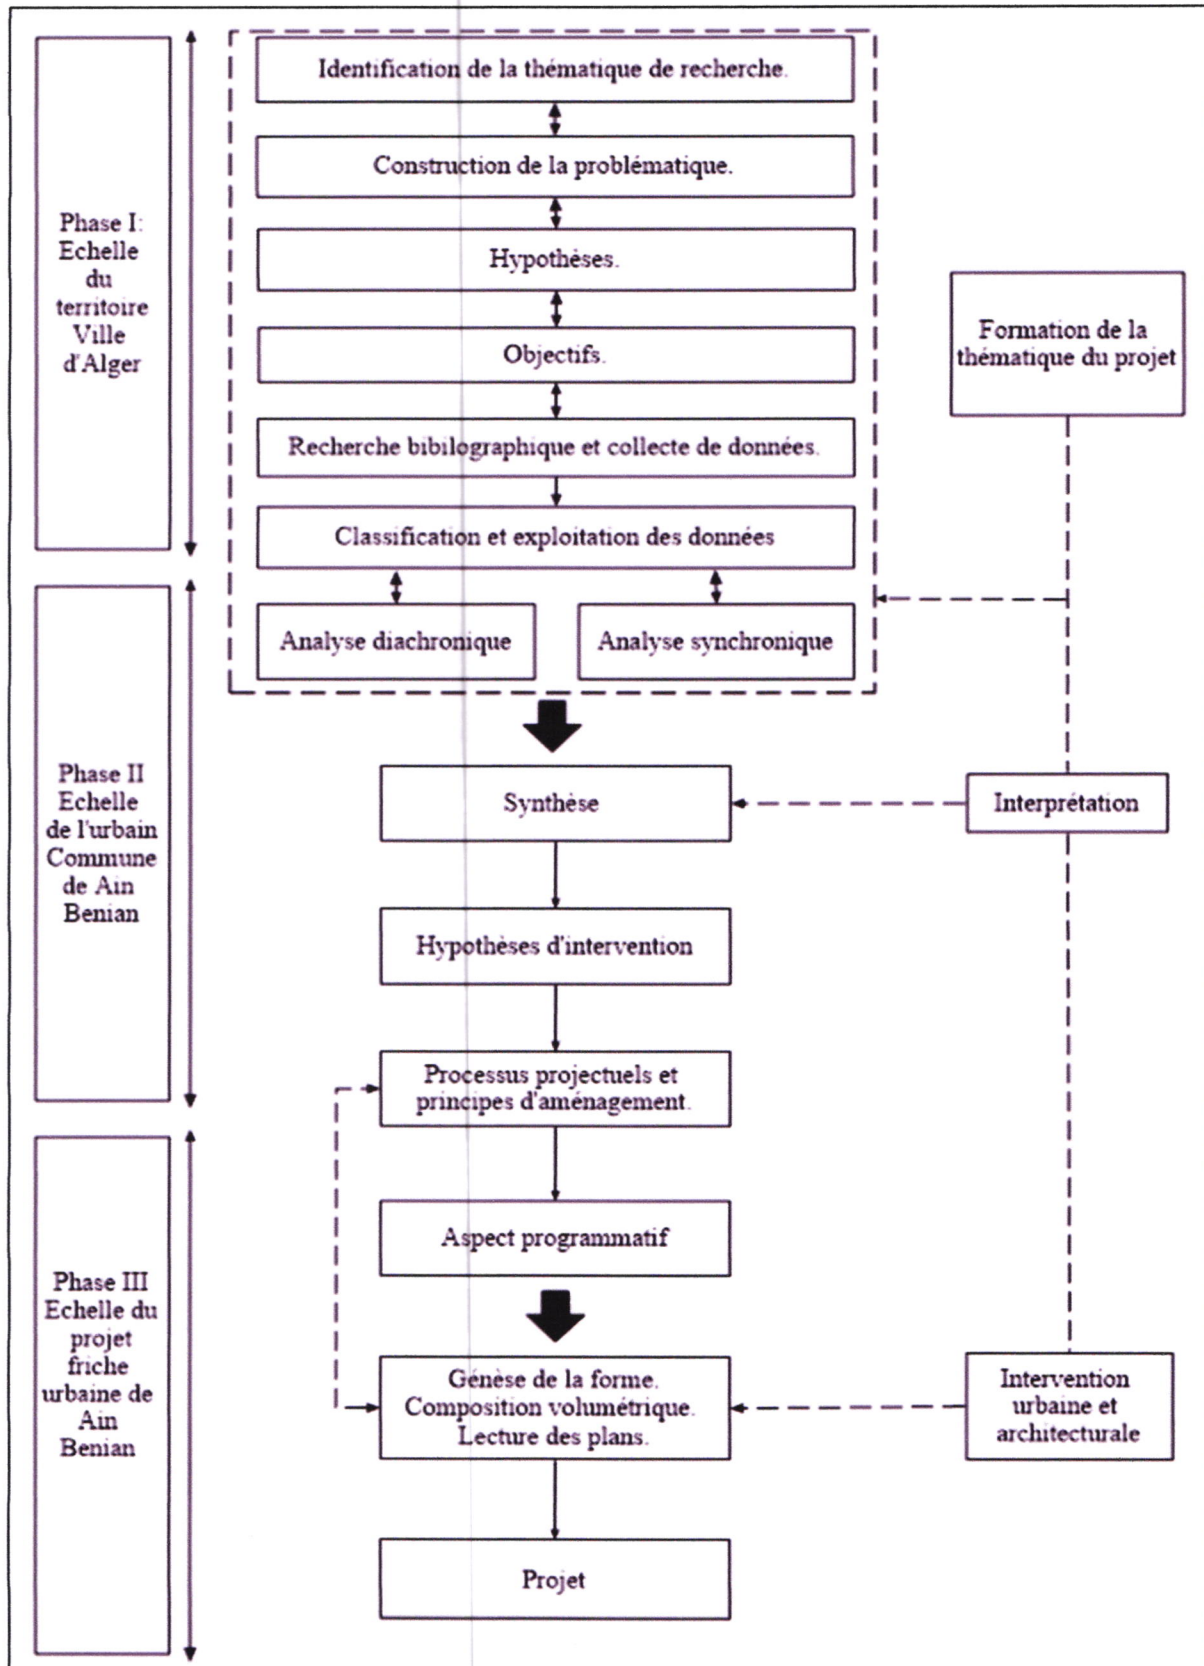 Phase I:
Echelle
du
territoire
Ville
d'Alger
Identification de la thématique de recherche.
Construction de la problématique.
Hypothèses.
Objectifs.
Recherche bibilographique et collecte de données.
Classification et exploitation des données
Analyse diachronique
Analyse synchronique
Formation de la
thématique du projet
Phase II
Echelle
de l'urbain
Commune
de Ain
Benian
Synthèse
Interprétation
Hypothèses d'intervention
Processus projectuels et
principes d'aménagement.
Phase III
Echelle du
projet
friche
urbaine de
Ain
Benian
Aspect programmatif
Génèse de la forme.
Composition volumétrique.
Lecture des plans.
Intervention
urbaine et
architecturale
Projet